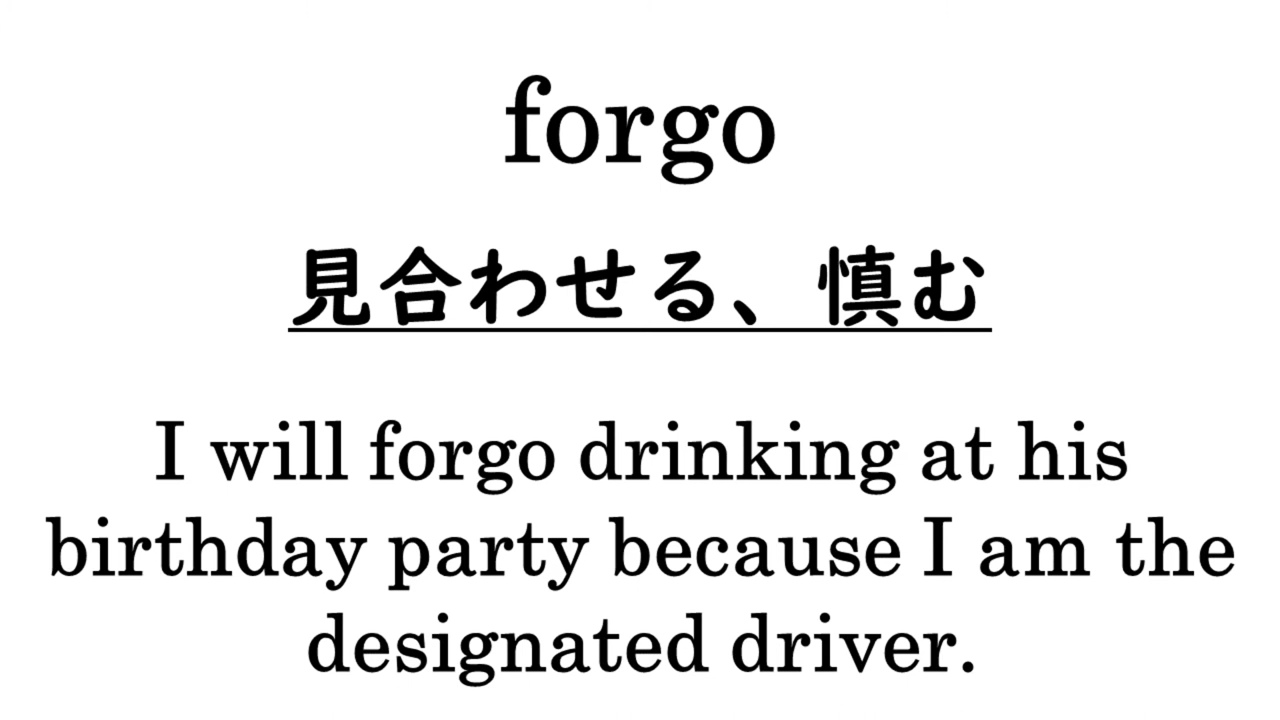 forgo
見合わせる、慎む
I will forgo drinking at his
birthday party because I am the
designated driver.